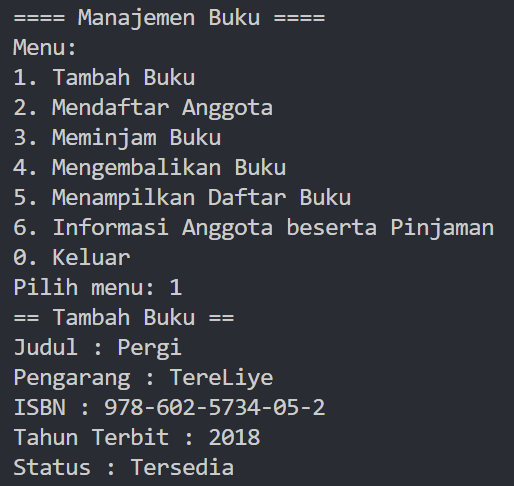 ==== Manajemen Buku ====
Menu:
1. Tambah Buku
2. Mendaftar Anggota
3. Meminjam Buku
4. Mengembalikan Buku
5. Menampilkan Daftar Buku
6. Informasi Anggota beserta Pinjaman
0. Keluar
Pilih menu: 1
== Tambah Buku ==
Judul : Pergi
Pengarang : TereLiye
ISBN : 978-602-5734-05-2
Tahun Terbit : 2018
Status : Tersedia